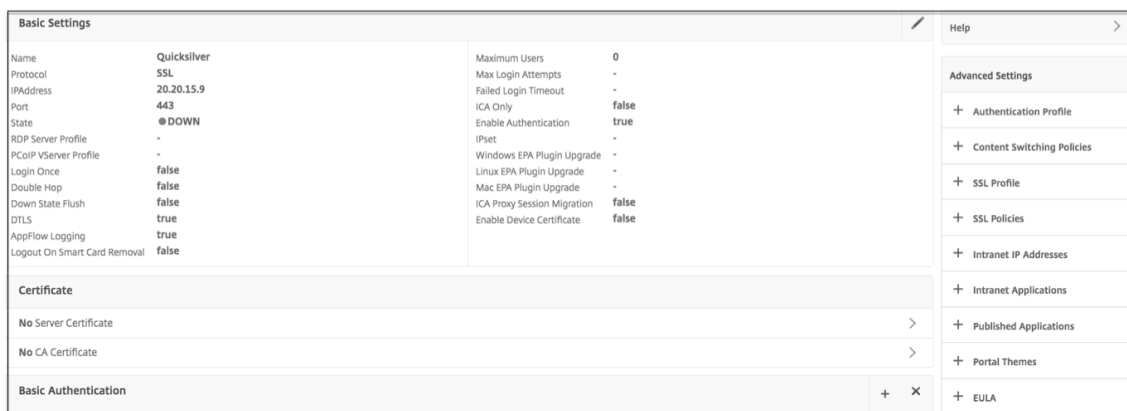 Basic Settings
Name Quicksilver
Protocol SSL
IPAddress 20.20.15.9
Port 443
State DOWN
RDP Server Profile -
PCoIP VServer Profile -
Login Once false
Double Hop false
Down State Flush false
DTLS true
AppFlow Logging true
Logout On Smart Card Removal false
Maximum Users 0
Max Login Attempts -
Failed Login Timeout -
ICA Only false
Enable Authentication true
IPset -
Windows EPA Plugin Upgrade -
Linux EPA Plugin Upgrade -
Mac EPA Plugin Upgrade -
ICA Proxy Session Migration false
Enable Device Certificate false
Certificate
No Server Certificate
No CA Certificate
Basic Authentication
Help
Advanced Settings
+ Authentication Profile
+ Content Switching Policies
+ SSL Profile
+ SSL Policies
+ Intranet IP Addresses
+ Intranet Applications
+ Published Applications
+ Portal Themes
+ EULA